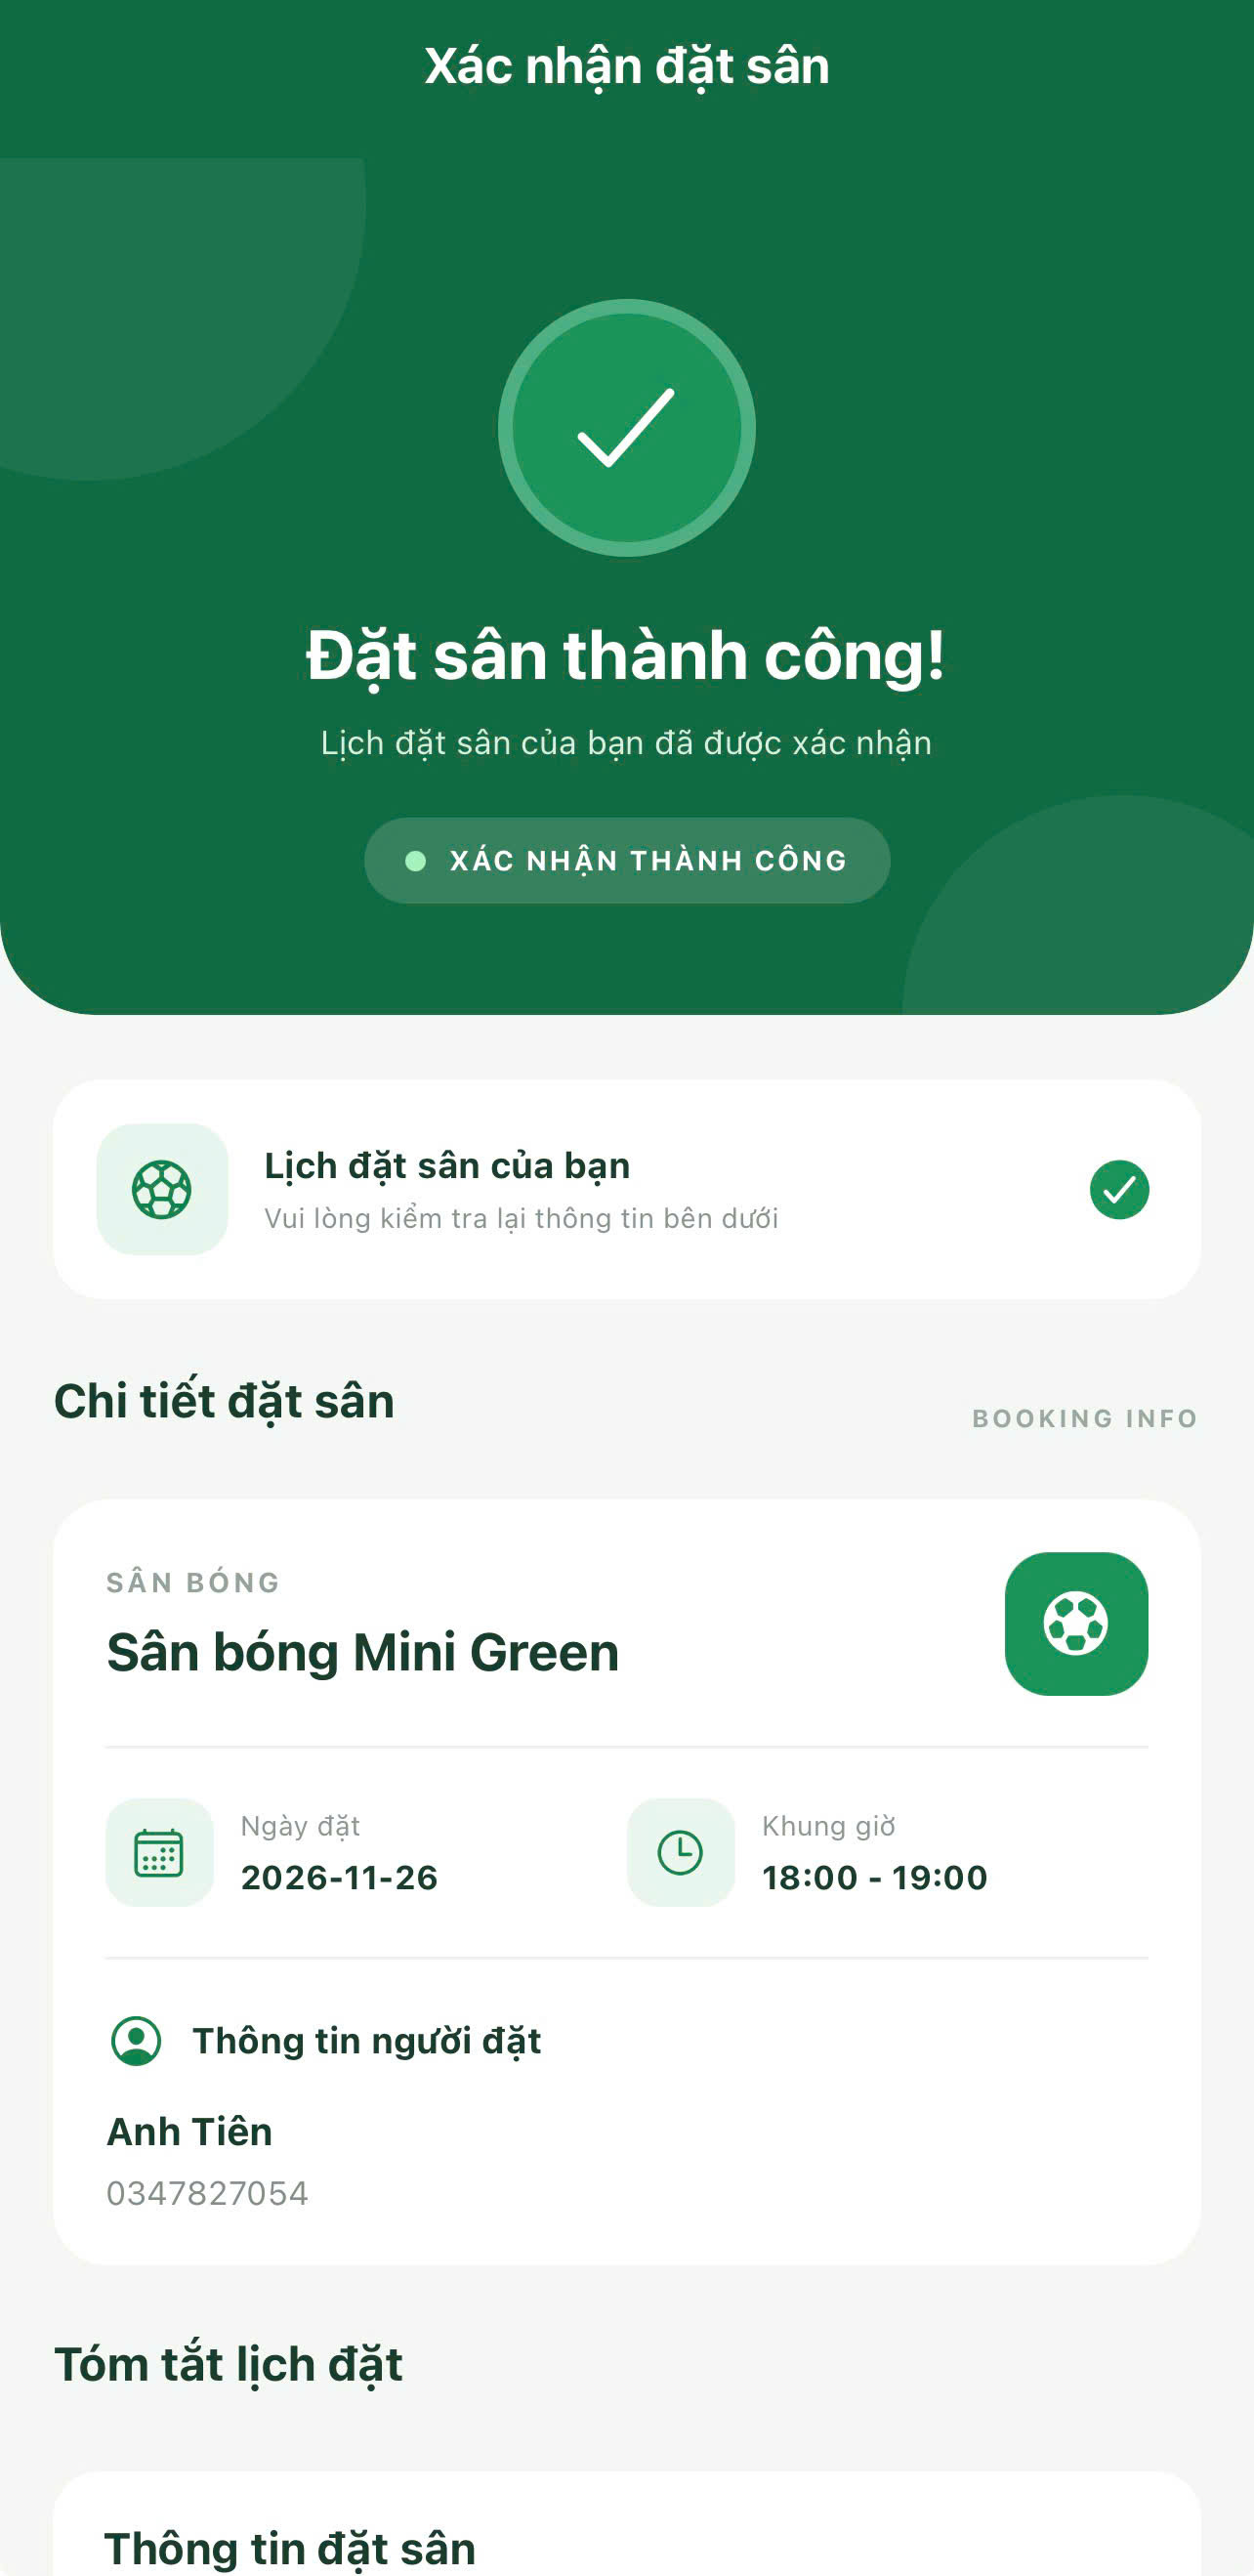 Xác nhận đặt sân
Đặt sân thành công!
Lịch đặt sân của bạn đã được xác nhận
XÁC NHẬN THÀNH CÔNG
Lịch đặt sân của bạn
Vui lòng kiểm tra lại thông tin bên dưới
Chi tiết đặt sân
BOOKING INFO
SÂN BÓNG
Sân bóng Mini Green
Ngày đặt
2026-11-26
Khung giờ
18:00 - 19:00
Thông tin người đặt
Anh Tiên
0347827054
Tóm tắt lịch đặt
Thông tin đặt sân